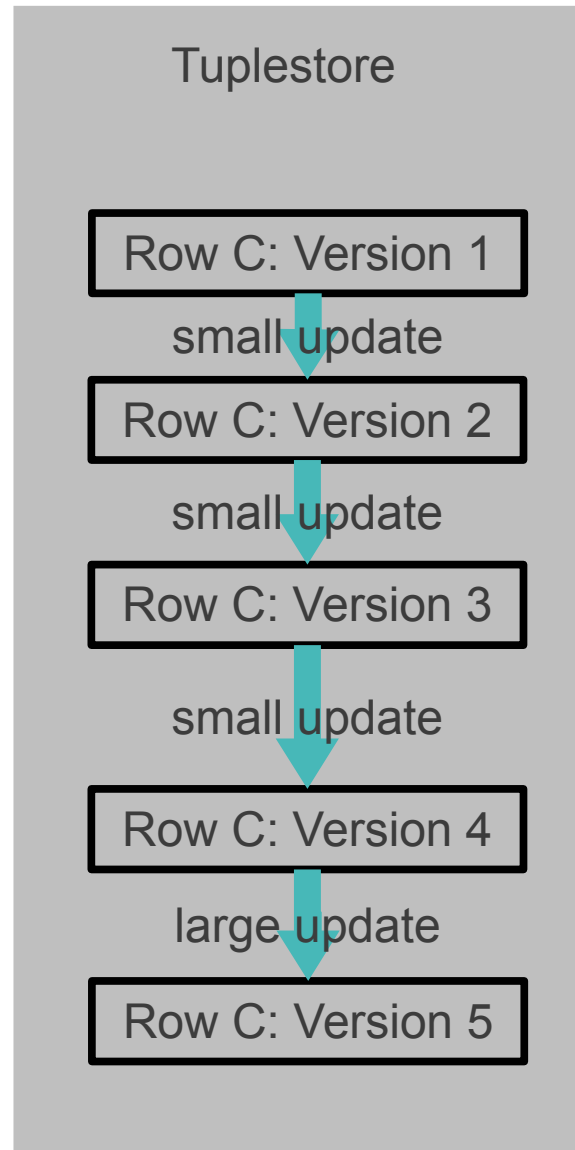 Tuplestore
Row C: Version 1
small update
Row C: Version 2
small update
Row C: Version 3
small update
Row C: Version 4
large update
Row C: Version 5